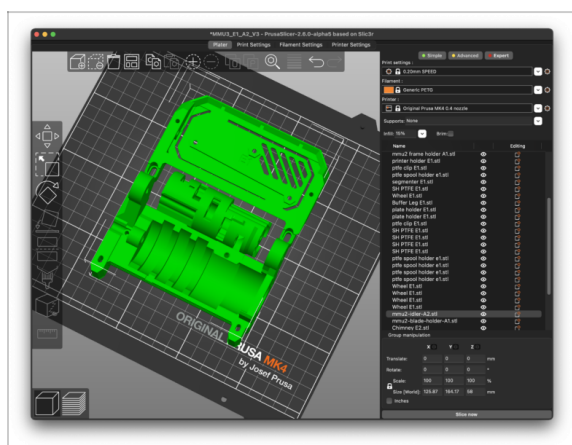 *MMU2_E1_A2_V3 - PrusaSlicer-2.6.0-alpha5 based on Slic3r
Plater Print Settings Filament Settings Printer Settings
Simple Advanced Expert
Print settings :
0.20mm SPEED
Filament :
Generic PETG
Printer :
Original Prusa MK4 0.4 nozzle
Supports: None
Infill: 15% Brim:
Name Editing
mmu2 frame holder A1.stl
printer holder E1.stl
ptfe clip E1.stl
ptfe spool holder e1.stl
segmenter E1.stl
SH PTFE E1.stl
Wheel E1.stl
Buffer Leg E1.stl
plate holder E1.stl
plate holder E1.stl
ptfe clip E1.stl
SH PTFE E1.stl
SH PTFE E1.stl
SH PTFE E1.stl
SH PTFE E1.stl
ptfe spool holder e1.stl
ptfe spool holder e1.stl
ptfe spool holder e1.stl
ptfe spool holder e1.stl
Wheel E1.stl
Wheel E1.stl
Wheel E1.stl
Wheel E1.stl
mmu2-idler-A2.stl
mmu2-blade-holder-A1.stl
Chimney E2.stl
Group manipulation
X Y Z
Translate: 0 0 0 mm
Rotate: 0 0 0 °
Scale: 100 100 100 %
Size [World]: 125.67 164.17 56 mm
Inches
Slice now
ORIGINAL PRUSA MK4
by Josef Prusa